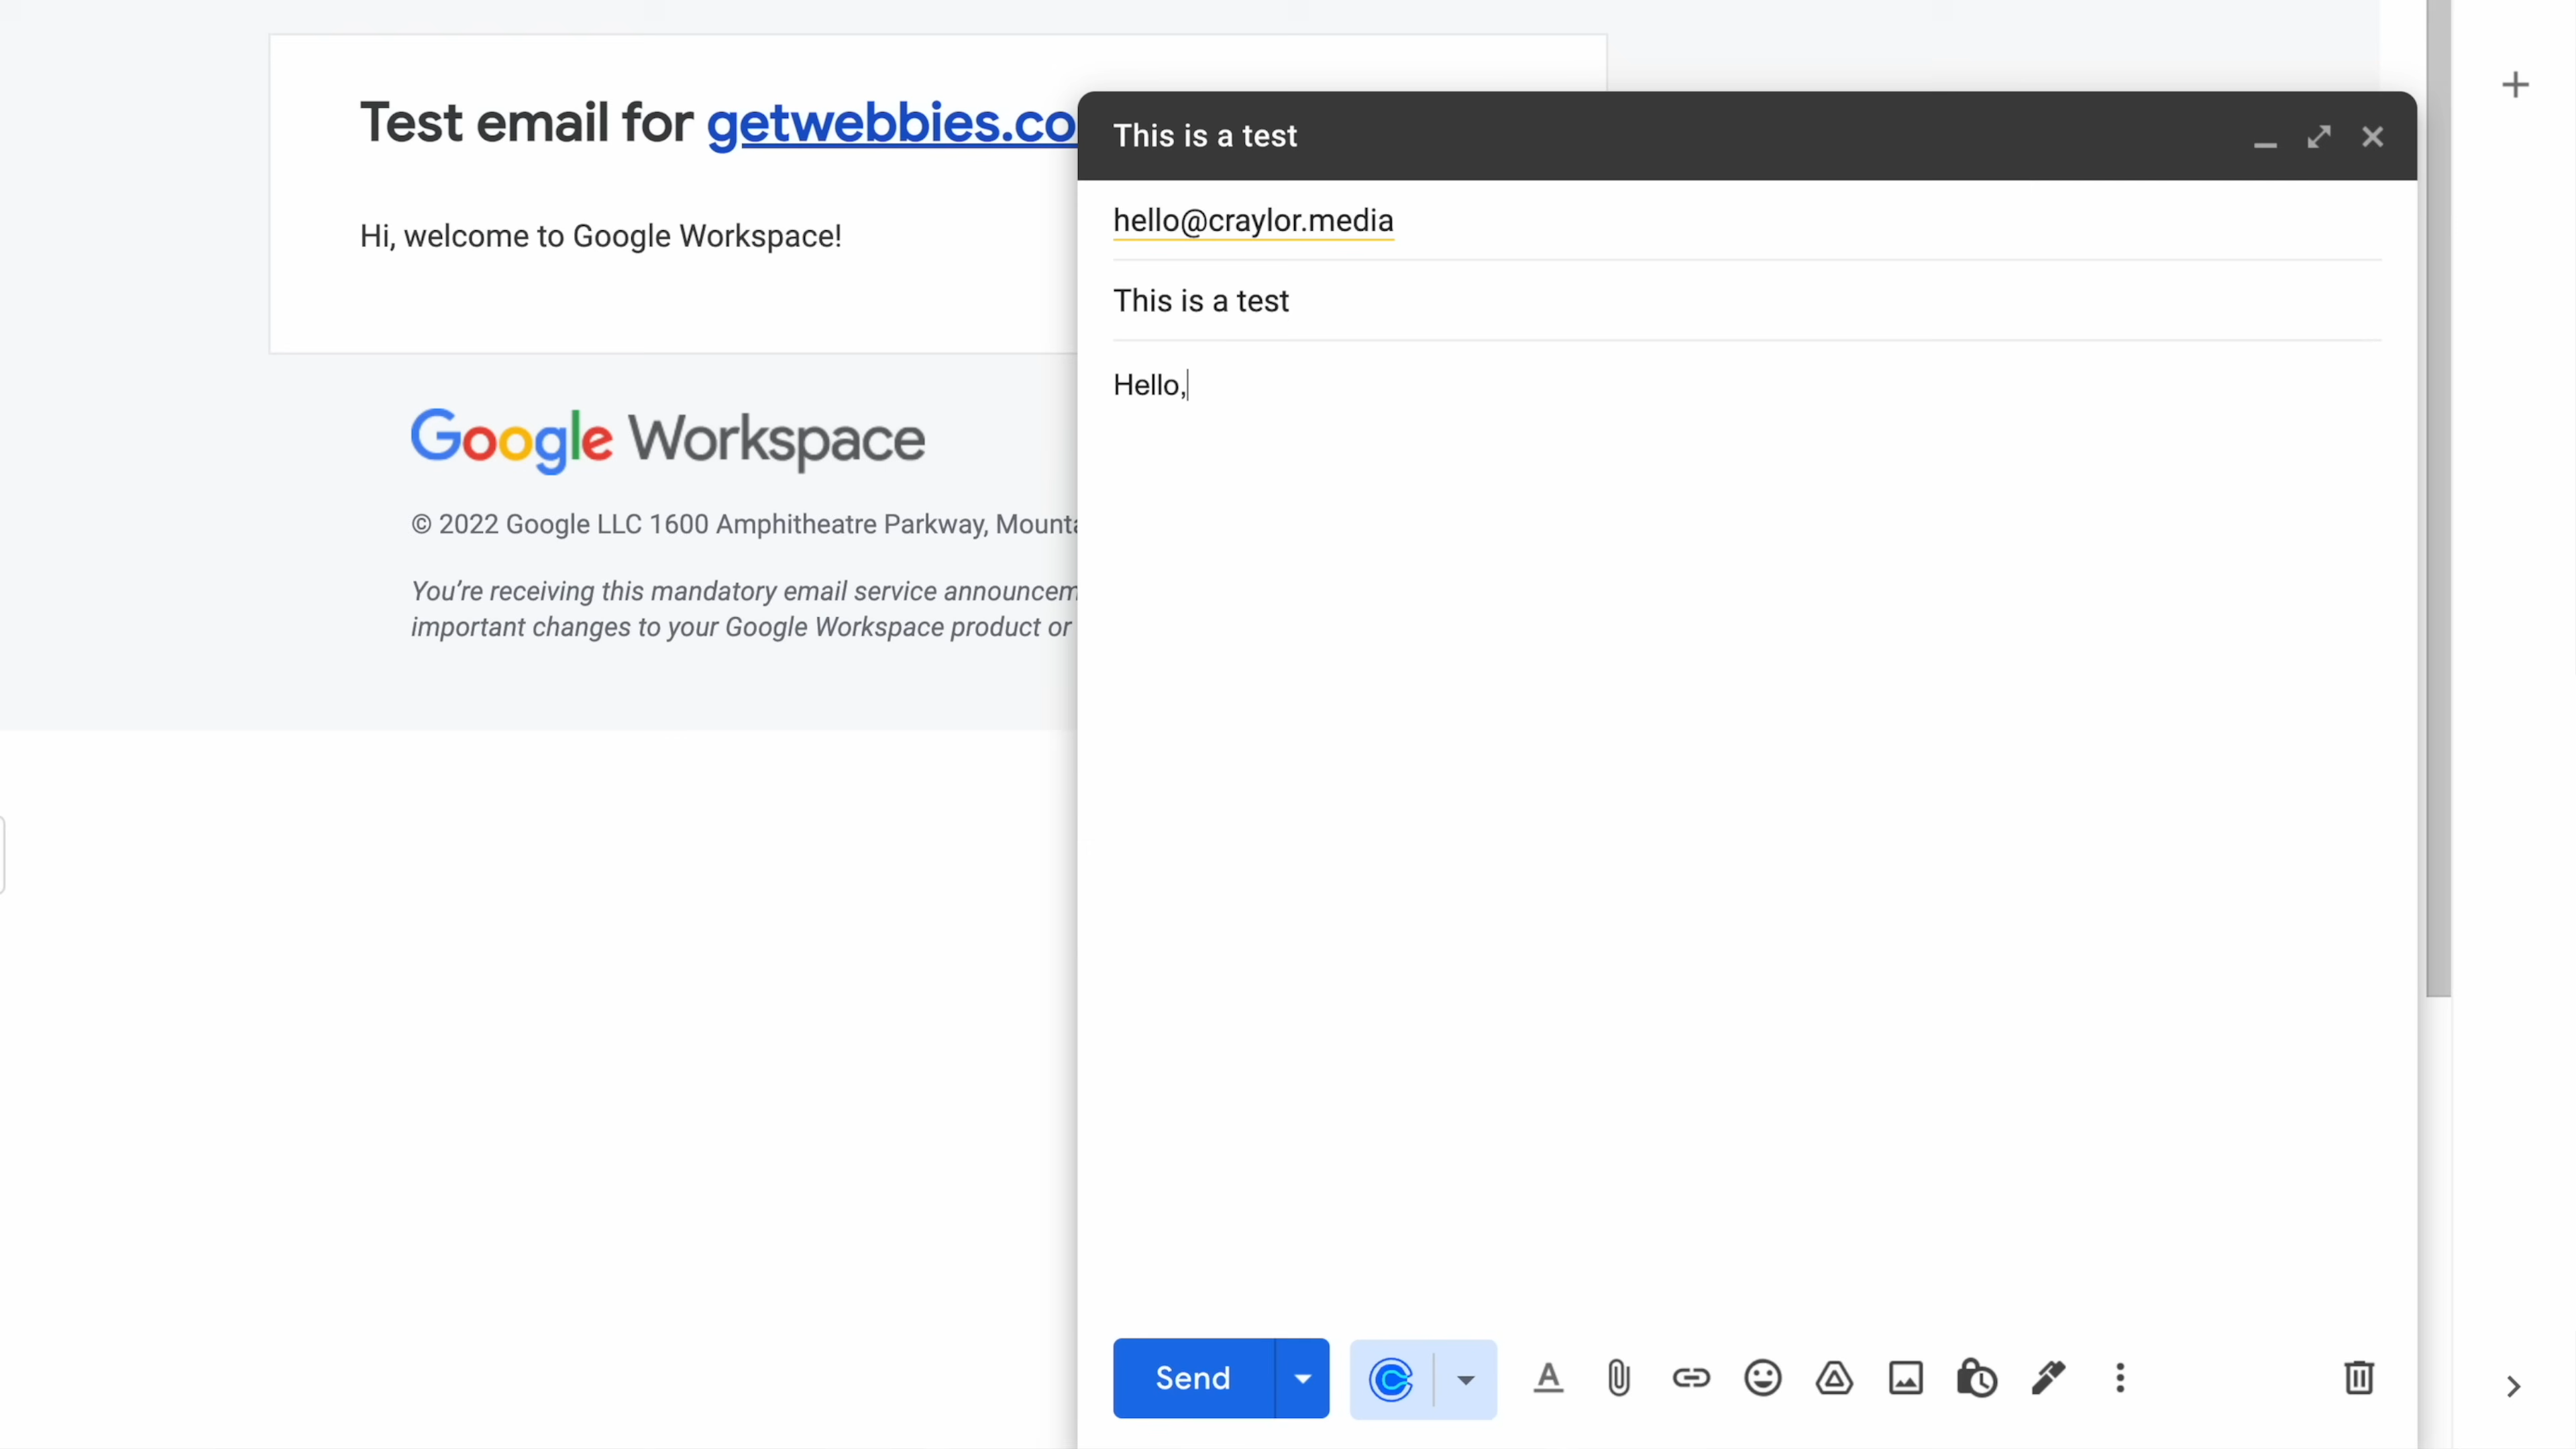 Test email for getwebbies.co
Hi, welcome to Google Workspace!
Google Workspace
© 2022 Google LLC 1600 Amphitheatre Parkway,
You’re receiving this mandatory email service
important changes to your Google Workspace product or
This is a test
hello@craylor.media
This is a test
Hello,
Send